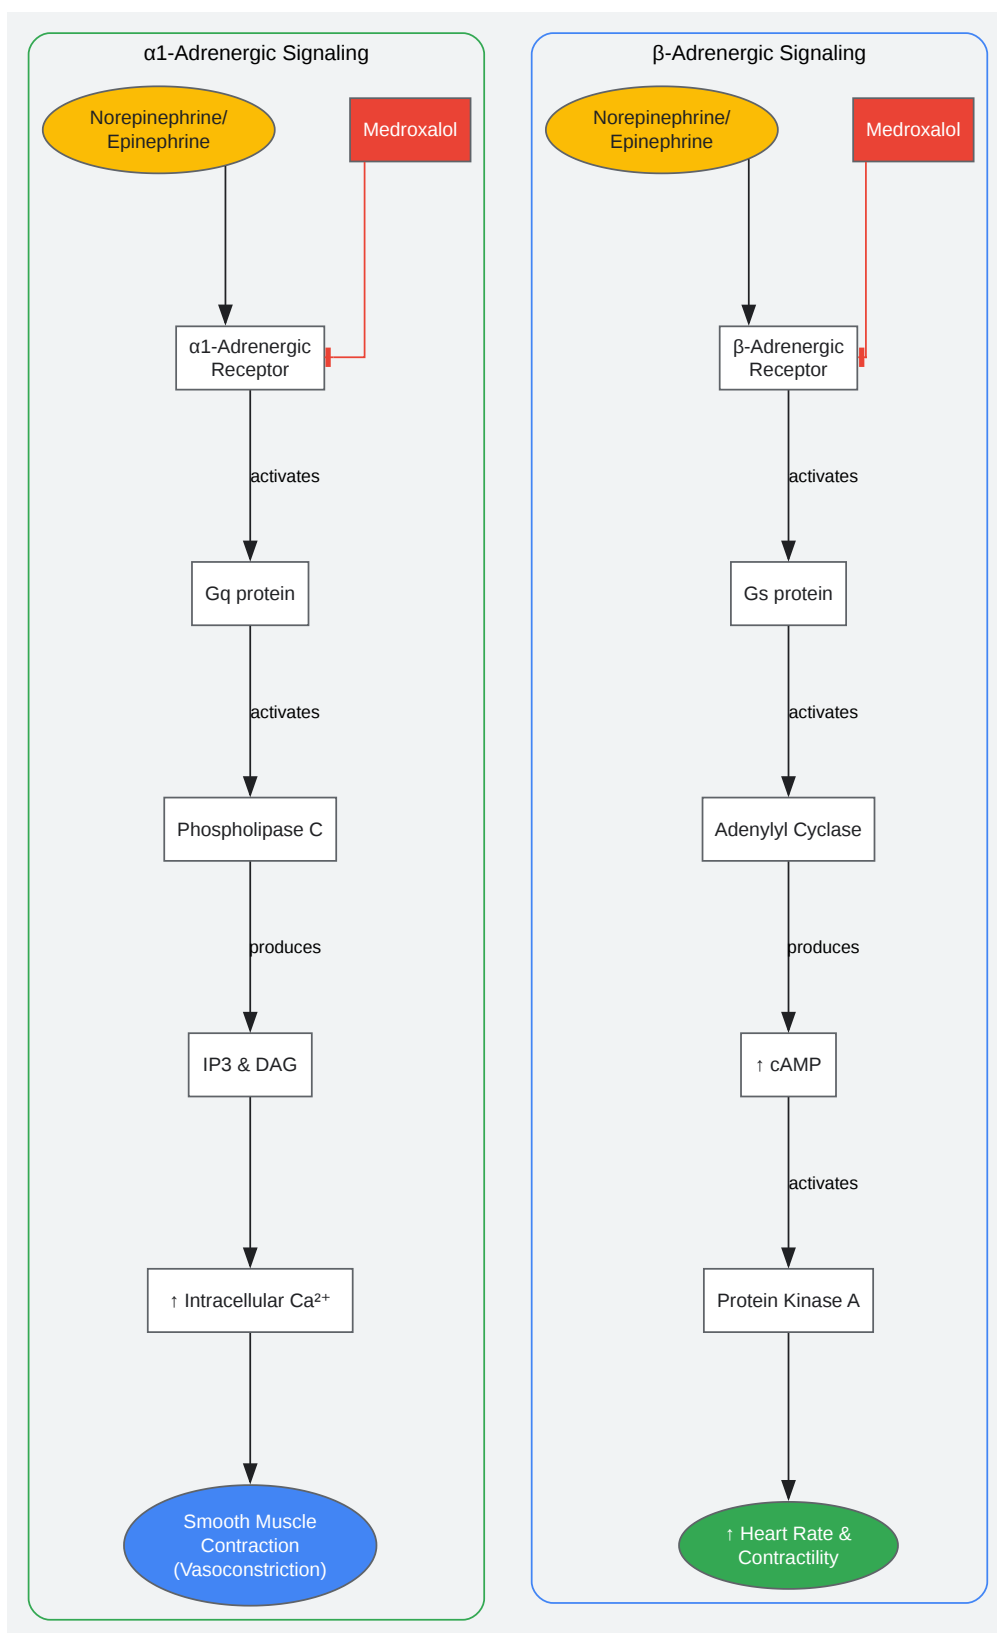 α1-Adrenergic Signaling
Norepinephrine/
Epinephrine
Medroxalol
α1-Adrenergic
Receptor
activates
Gq protein
activates
Phospholipase C
produces
IP3 & DAG
↑ Intracellular Ca²⁺
Smooth Muscle
Contraction
(Vasoconstriction)
β-Adrenergic Signaling
Norepinephrine/
Epinephrine
Medroxalol
β-Adrenergic
Receptor
activates
Gs protein
activates
Adenylyl Cyclase
produces
↑ cAMP
activates
Protein Kinase A
↑ Heart Rate &
Contractility